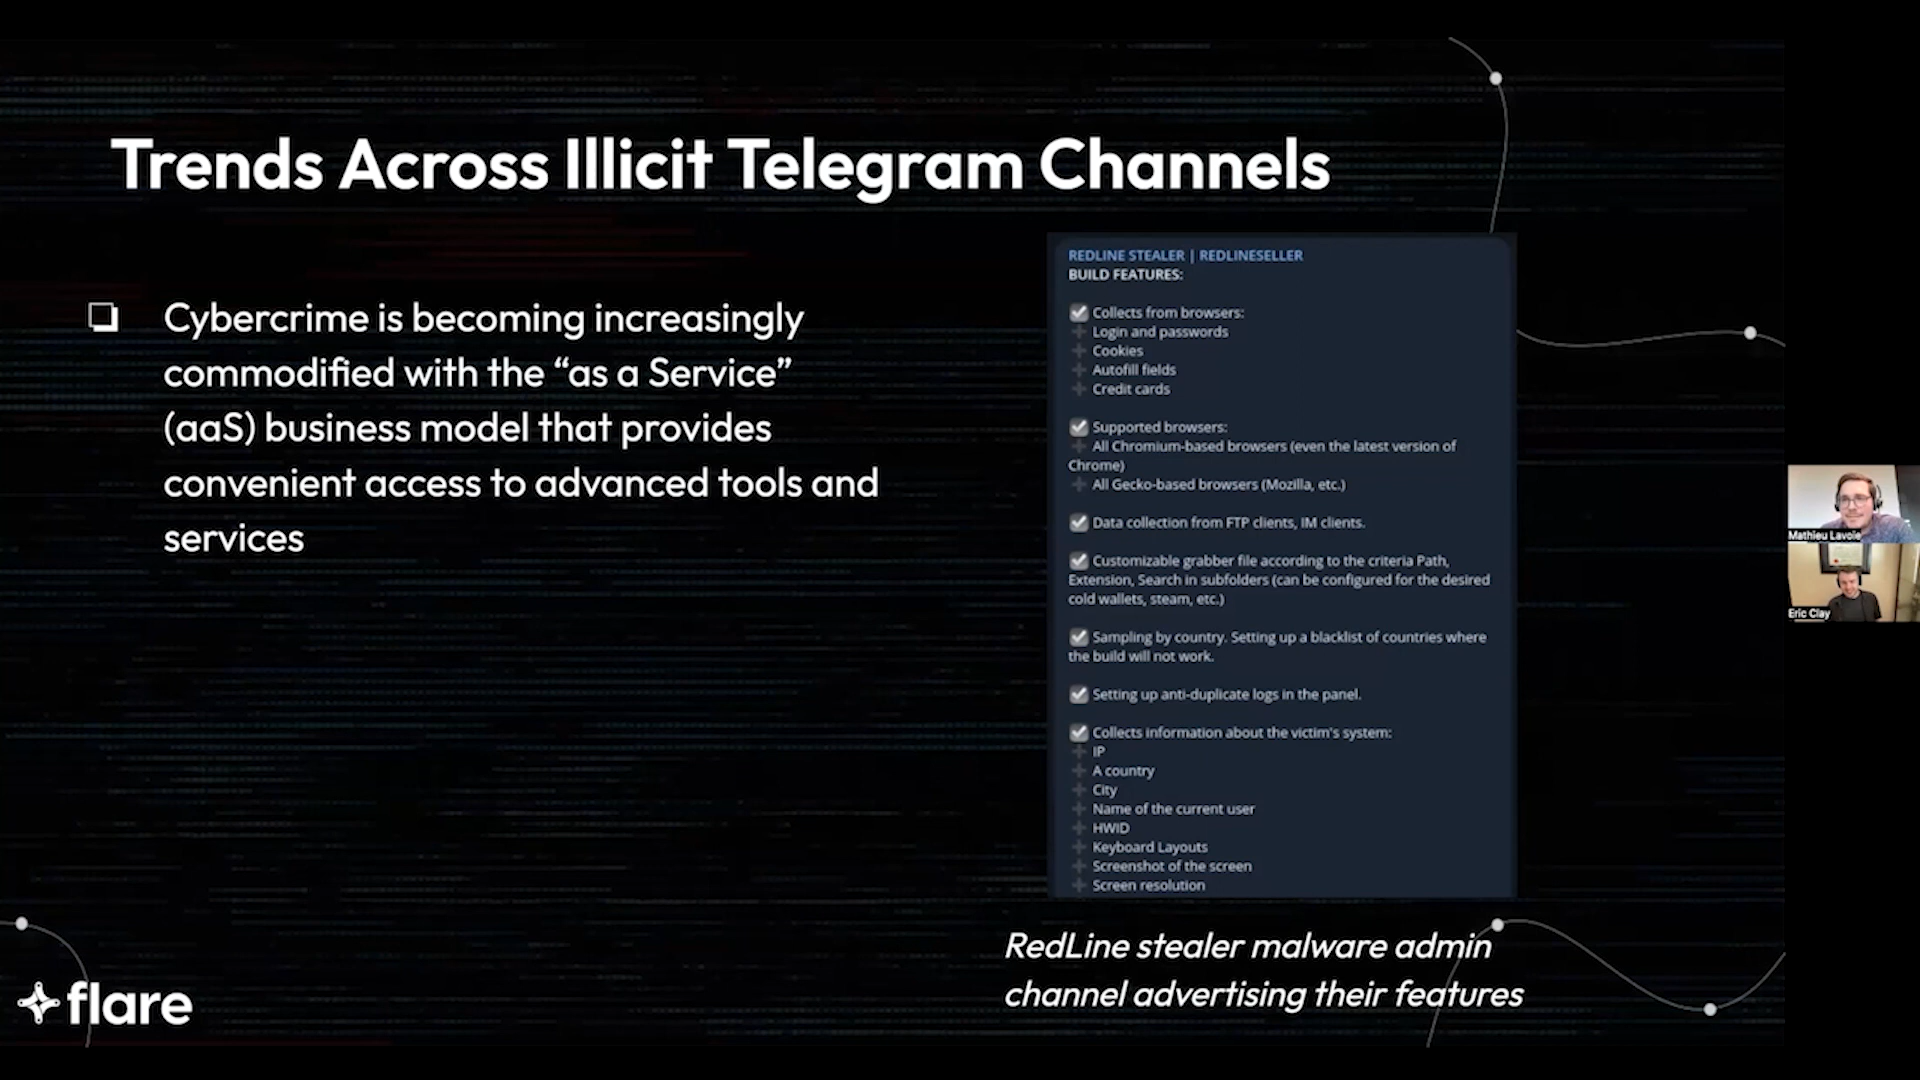 Trends Across Illicit Telegram Channels
Cybercrime is becoming increasingly
commodified with the “as a Service”
(aaS) business model that provides
convenient access to advanced tools and
services
REDLINE STEALER | REDLINESELLER
BUILD FEATURES:
Collects from browsers:
Login and passwords
Cookies
Autofill fields
Credit cards
Supported browsers:
All Chromium-based browsers (even the latest version of
Chrome)
All Gecko-based browsers (Mozilla, etc.)
Data collection from FTP clients, IM clients.
Customizable grabber file according to the criteria Path,
Extension, Search in subfolders (can be configured for the desired
cold wallets, steam, etc.)
Sampling by country. Setting up a blacklist of countries where
the build will not work.
Setting up anti-duplicate logs in the panel.
Collects information about the victim's system:
IP
A country
City
Name of the current user
HWID
Keyboard Layouts
Screenshot of the screen
Screen resolution
RedLine stealer malware admin
channel advertising their features
flare
Mathieu Lavoie
Eric Clay